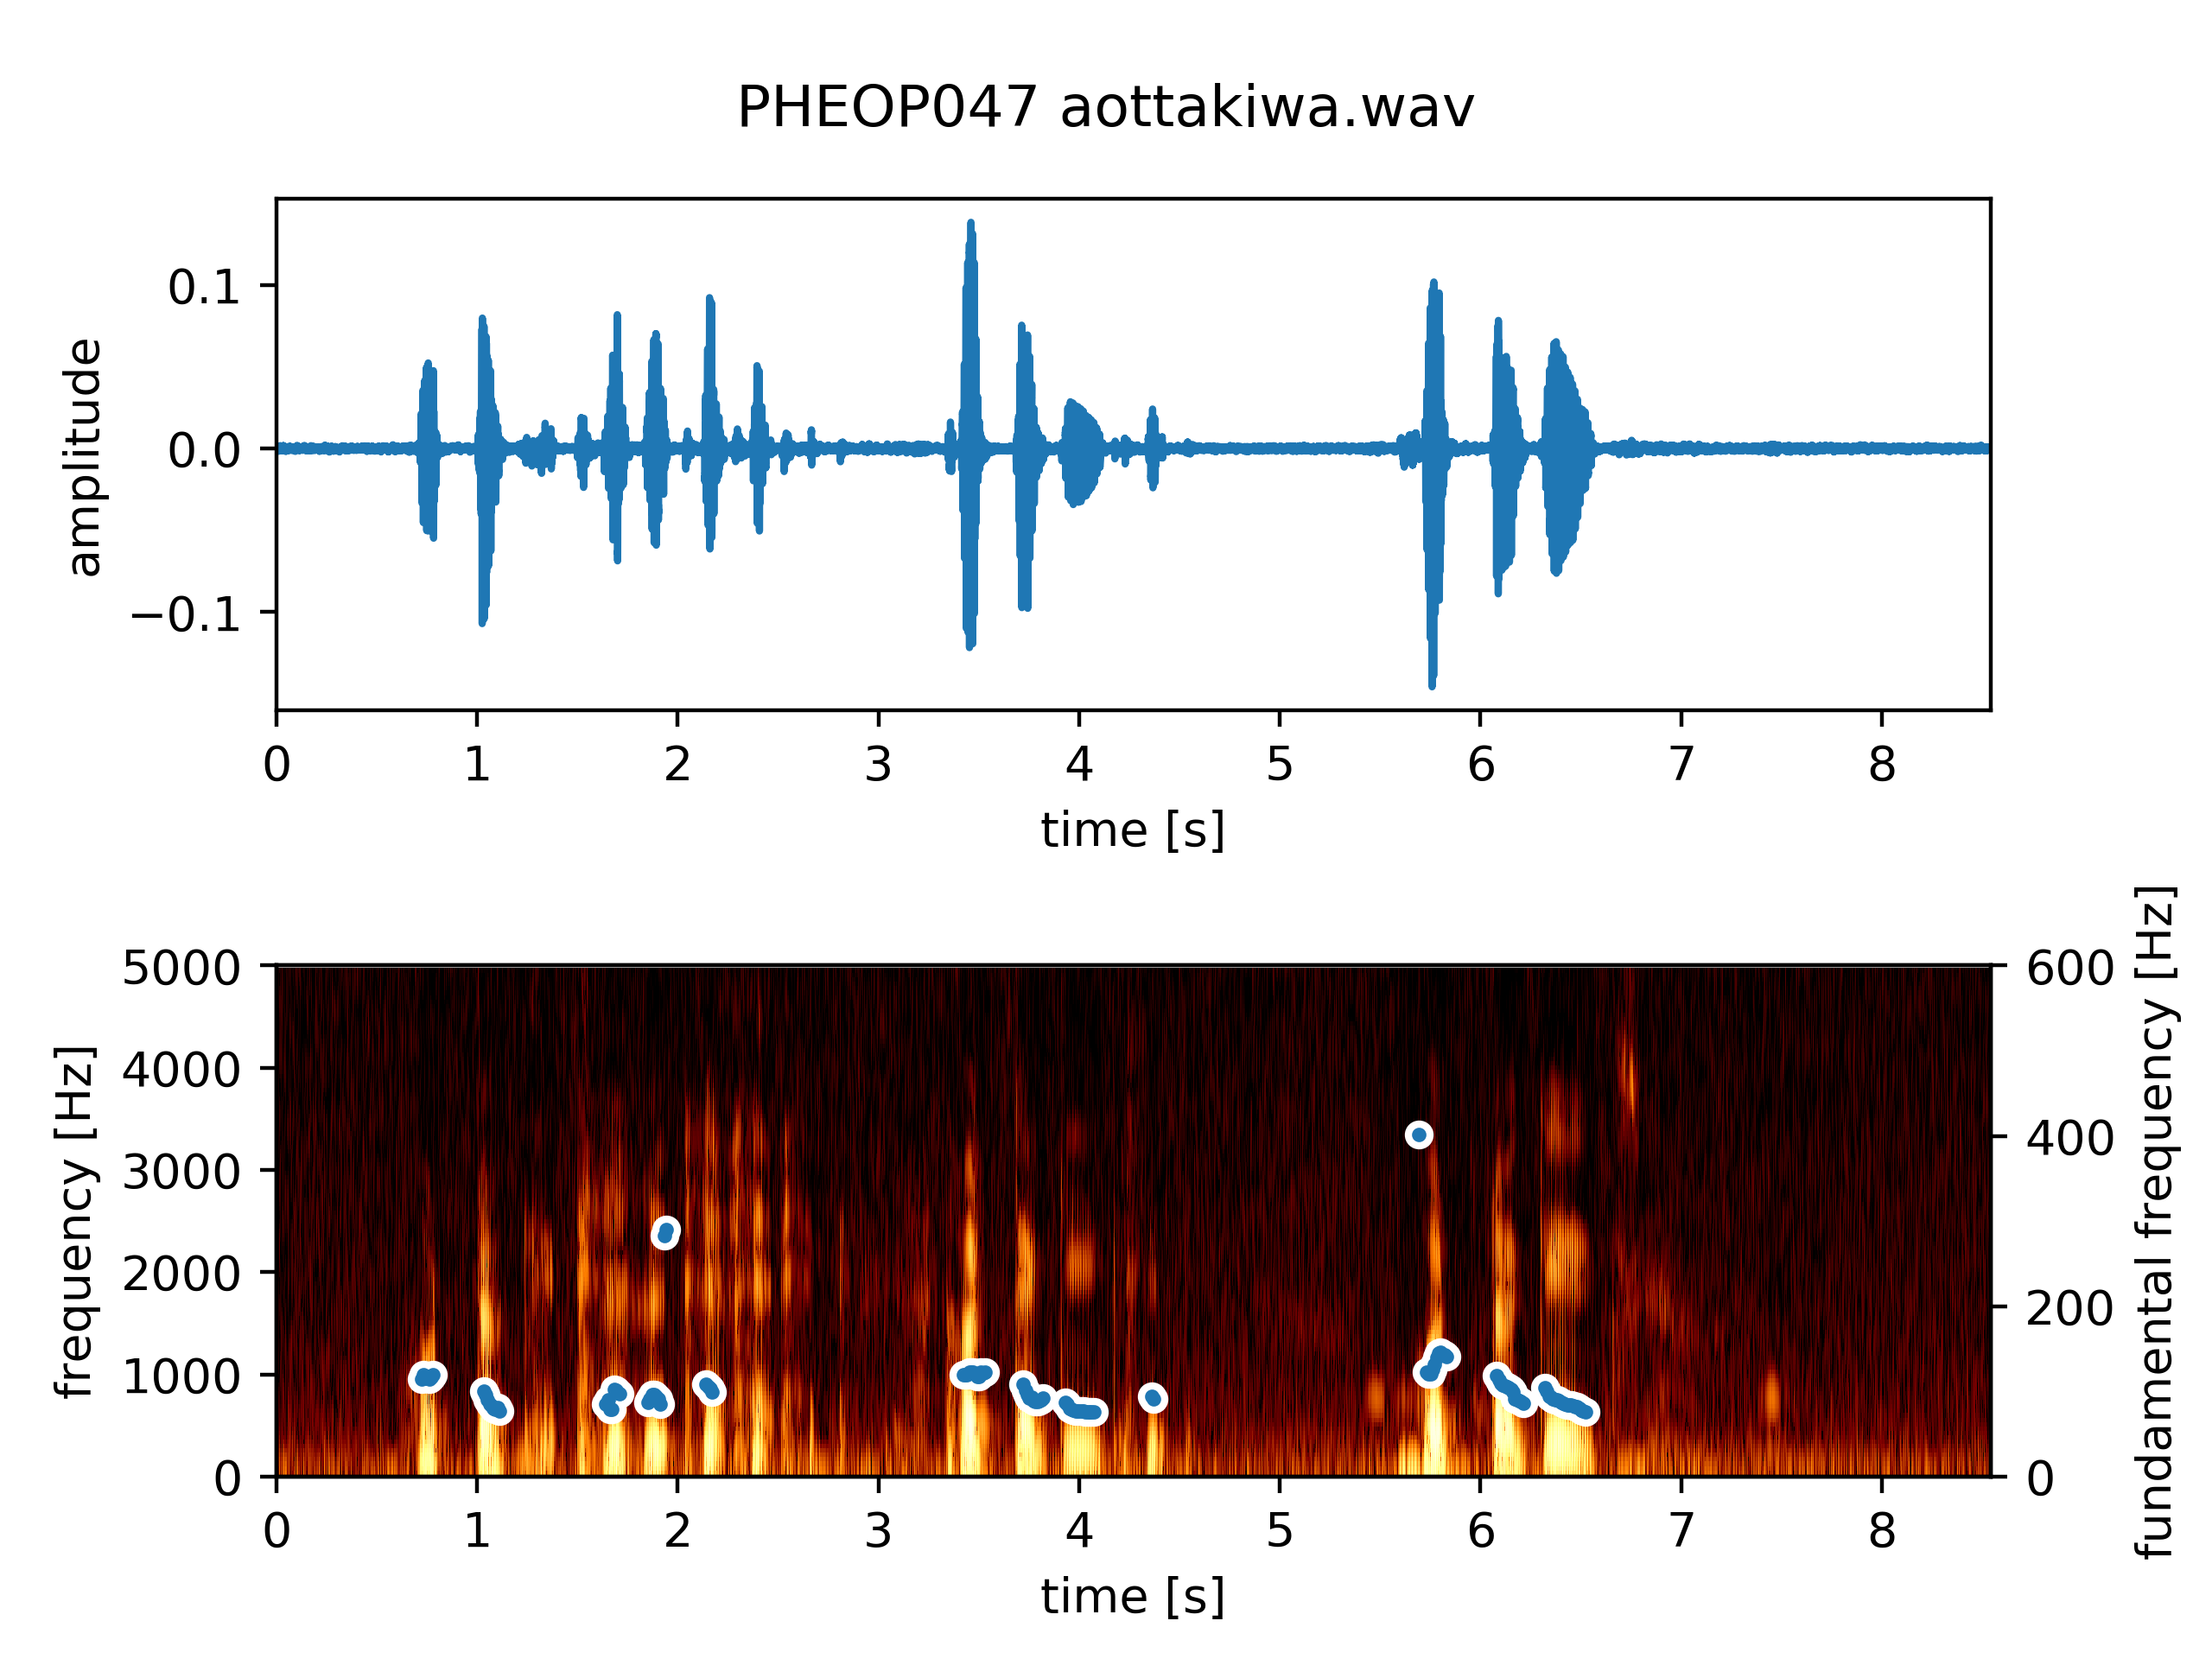 PHEOP047 aottakiwa.wav
0.1
0.0
−0.1
amplitude
0 1 2 3 4 5 6 7 8
time [s]
5000
4000
3000
2000
1000
0
frequency [Hz]
600
400
200
0
fundamental frequency [Hz]
0 1 2 3 4 5 6 7 8
time [s]